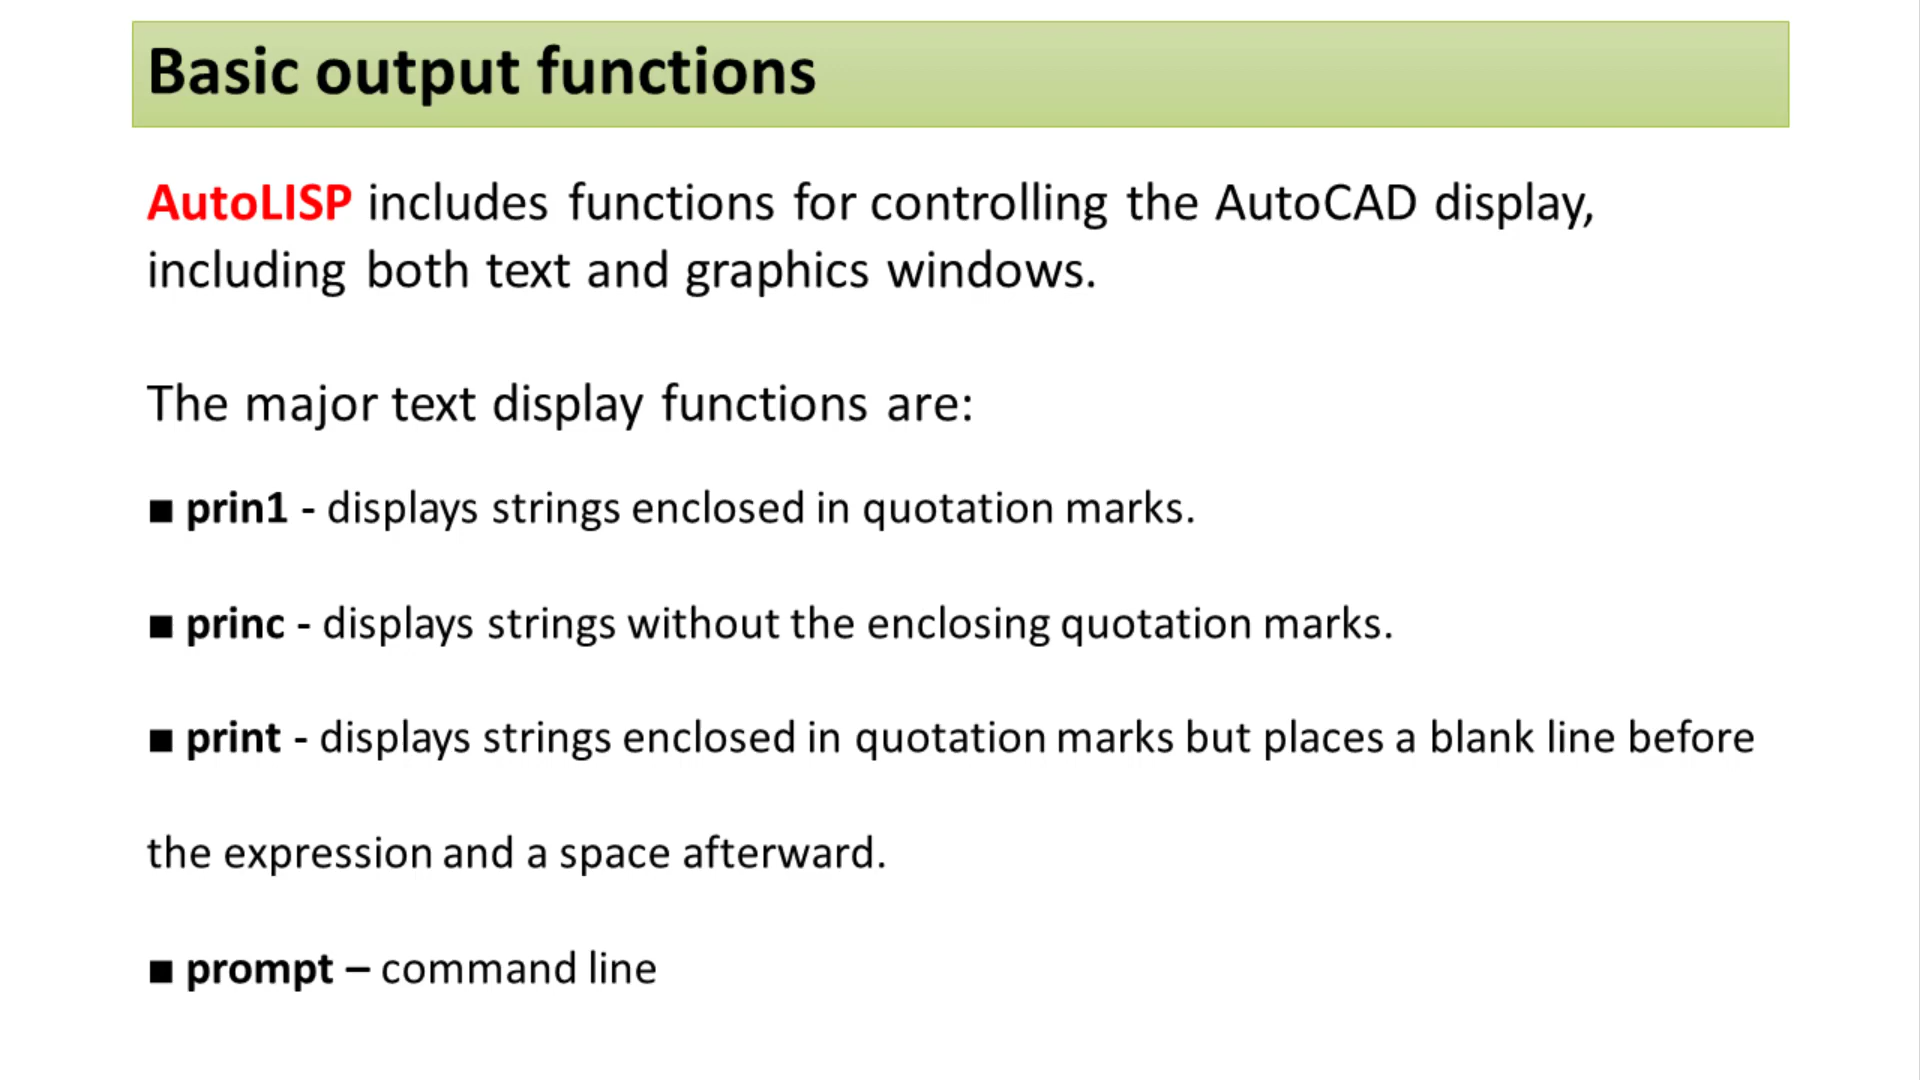 Basic output functions
AutoLISP includes functions for controlling the AutoCAD display,
including both text and graphics windows.
The major text display functions are:
■ prin1 - displays strings enclosed in quotation marks.
■ princ - displays strings without the enclosing quotation marks.
■ print - displays strings enclosed in quotation marks but places a blank line before
the expression and a space afterward.
■ prompt – command line